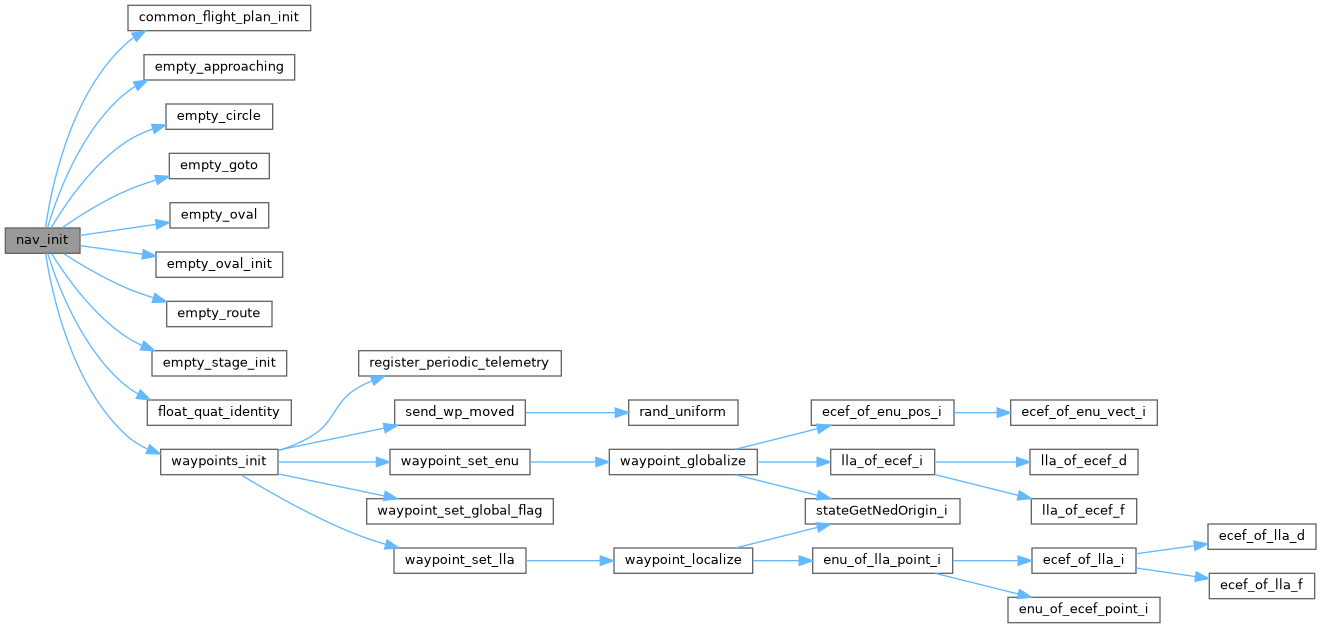 common_flight_plan_init
empty_approaching
empty_circle
empty_goto
empty_oval
nav_init
empty_oval_init
empty_route
empty_stage_init
register_periodic_telemetry
float_quat_identity
send_wp_moved
rand_uniform
ecef_of_enu_pos_i
ecef_of_enu_vect_i
waypoints_init
waypoint_set_enu
waypoint_globalize
lla_of_ecef_i
lla_of_ecef_d
waypoint_set_global_flag
stateGetNedOrigin_i
lla_of_ecef_f
ecef_of_lla_d
waypoint_set_lla
waypoint_localize
enu_of_lla_point_i
ecef_of_lla_i
ecef_of_lla_f
enu_of_ecef_point_i